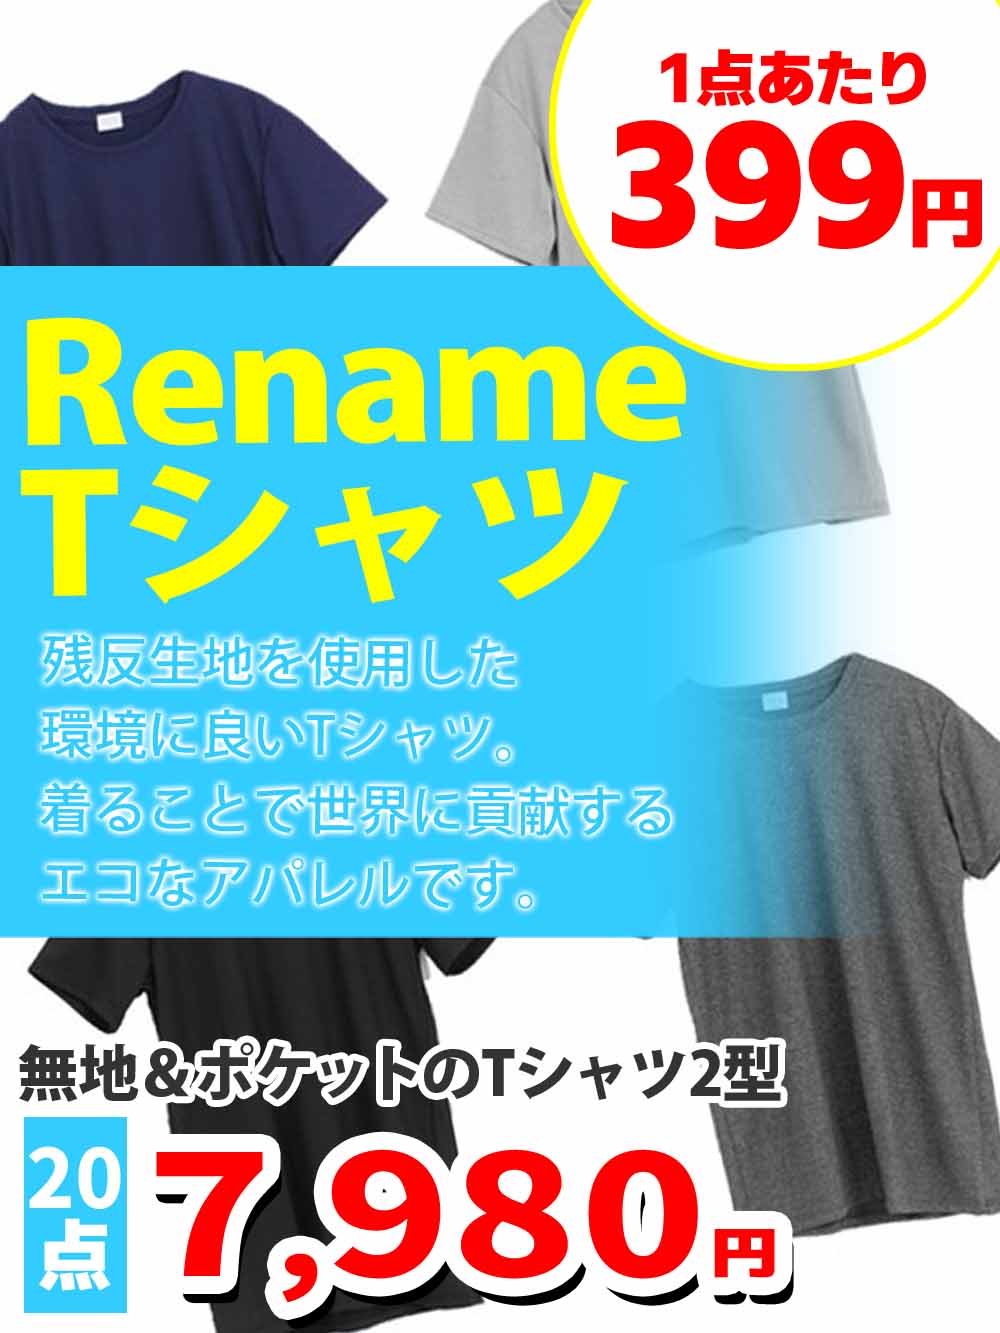 1点あたり
399円
Rename
Tシャツ
残反生地を使用した
環境に良いTシャツ。
着ることで世界に貢献する
エコなアパレルです。
無地&ポケットのTシャツ2型
20点
7,980円